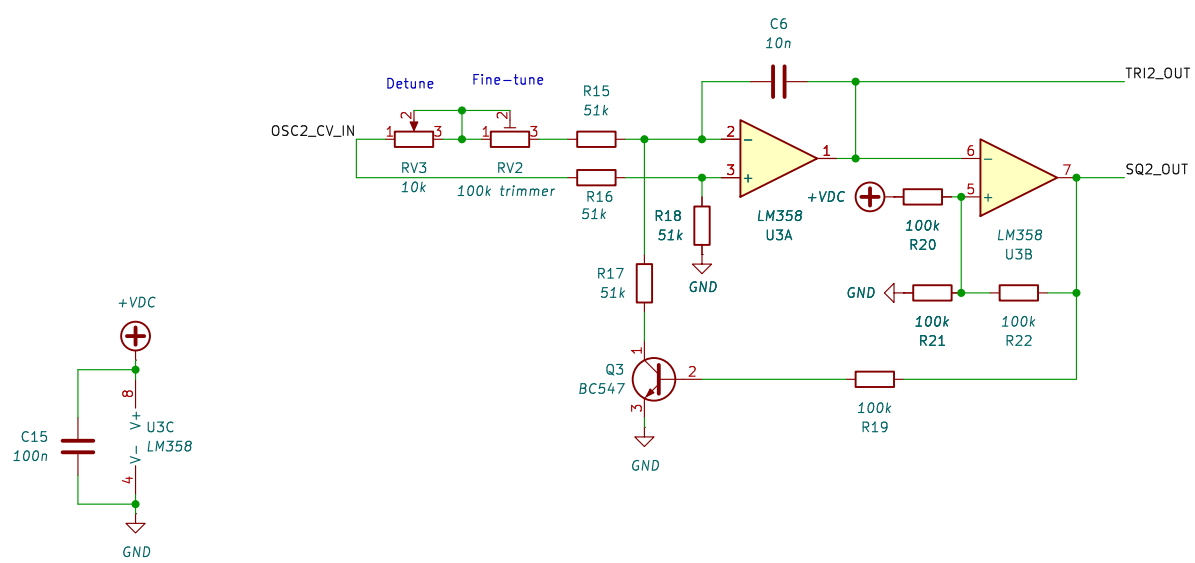 C6
10n
TRI2_OUT
Detune
Fine-tune
R15
51k
OSC2_CV_IN
1
2
3
1
2
3
RV3
10k
RV2
100k trimmer
R16
51k
2
3
1
−
+
LM358
U3A
R18
51k
GND
+VDC
100k
R20
6
5
7
−
+
LM358
U3B
SQ2_OUT
R17
51k
GND
100k
R21
100k
R22
+VDC
Q3
BC547
1
2
3
100k
R19
GND
8
V+
U3C
LM358
V-
4
C15
100n
GND